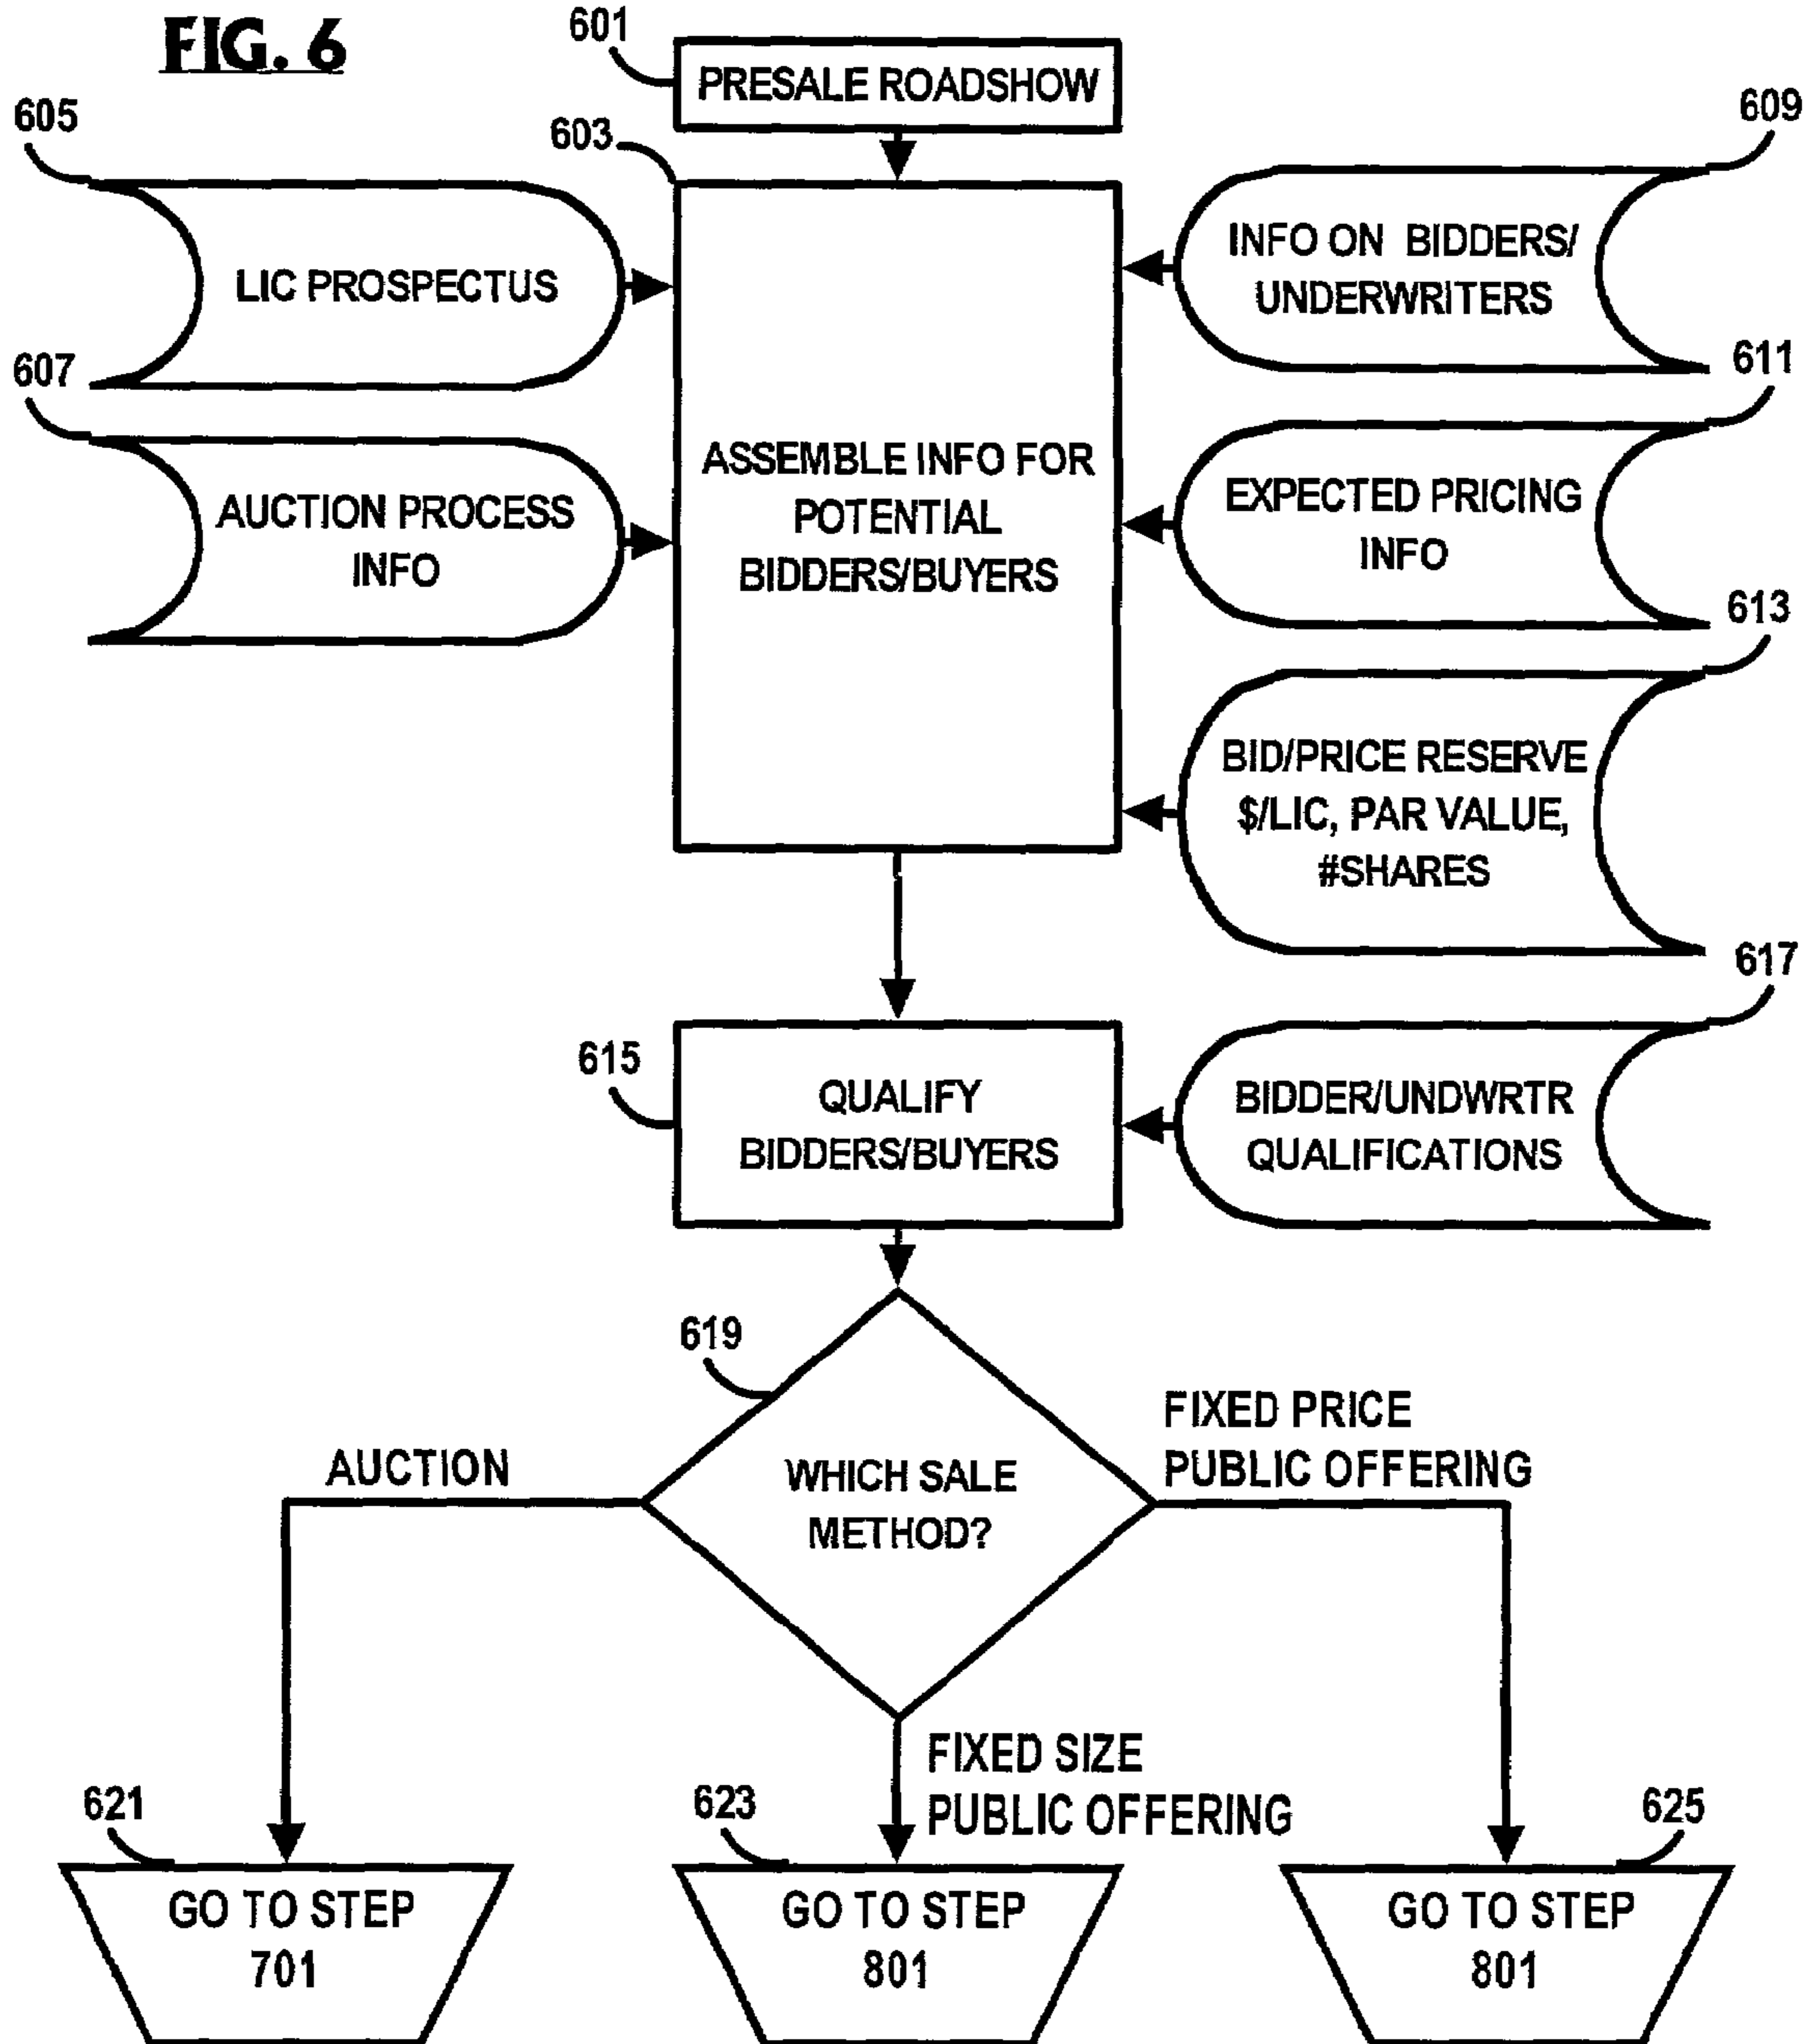 FIG. 6
601
PRESALE ROADSHOW
605
603
609
LIC PROSPECTUS
INFO ON BIDDERS/
UNDERWRITERS
607
611
AUCTION PROCESS
INFO
ASSEMBLE INFO FOR
POTENTIAL
BIDDERS/BUYERS
EXPECTED PRICING
INFO
613
BID/PRICE RESERVE
$/LIC, PAR VALUE,
#SHARES
617
615
QUALIFY
BIDDERS/BUYERS
BIDDER/UNDWRTR
QUALIFICATIONS
619
WHICH SALE
METHOD?
AUCTION
FIXED PRICE
PUBLIC OFFERING
FIXED SIZE
PUBLIC OFFERING
621
GO TO STEP
701
623
GO TO STEP
801
625
GO TO STEP
801